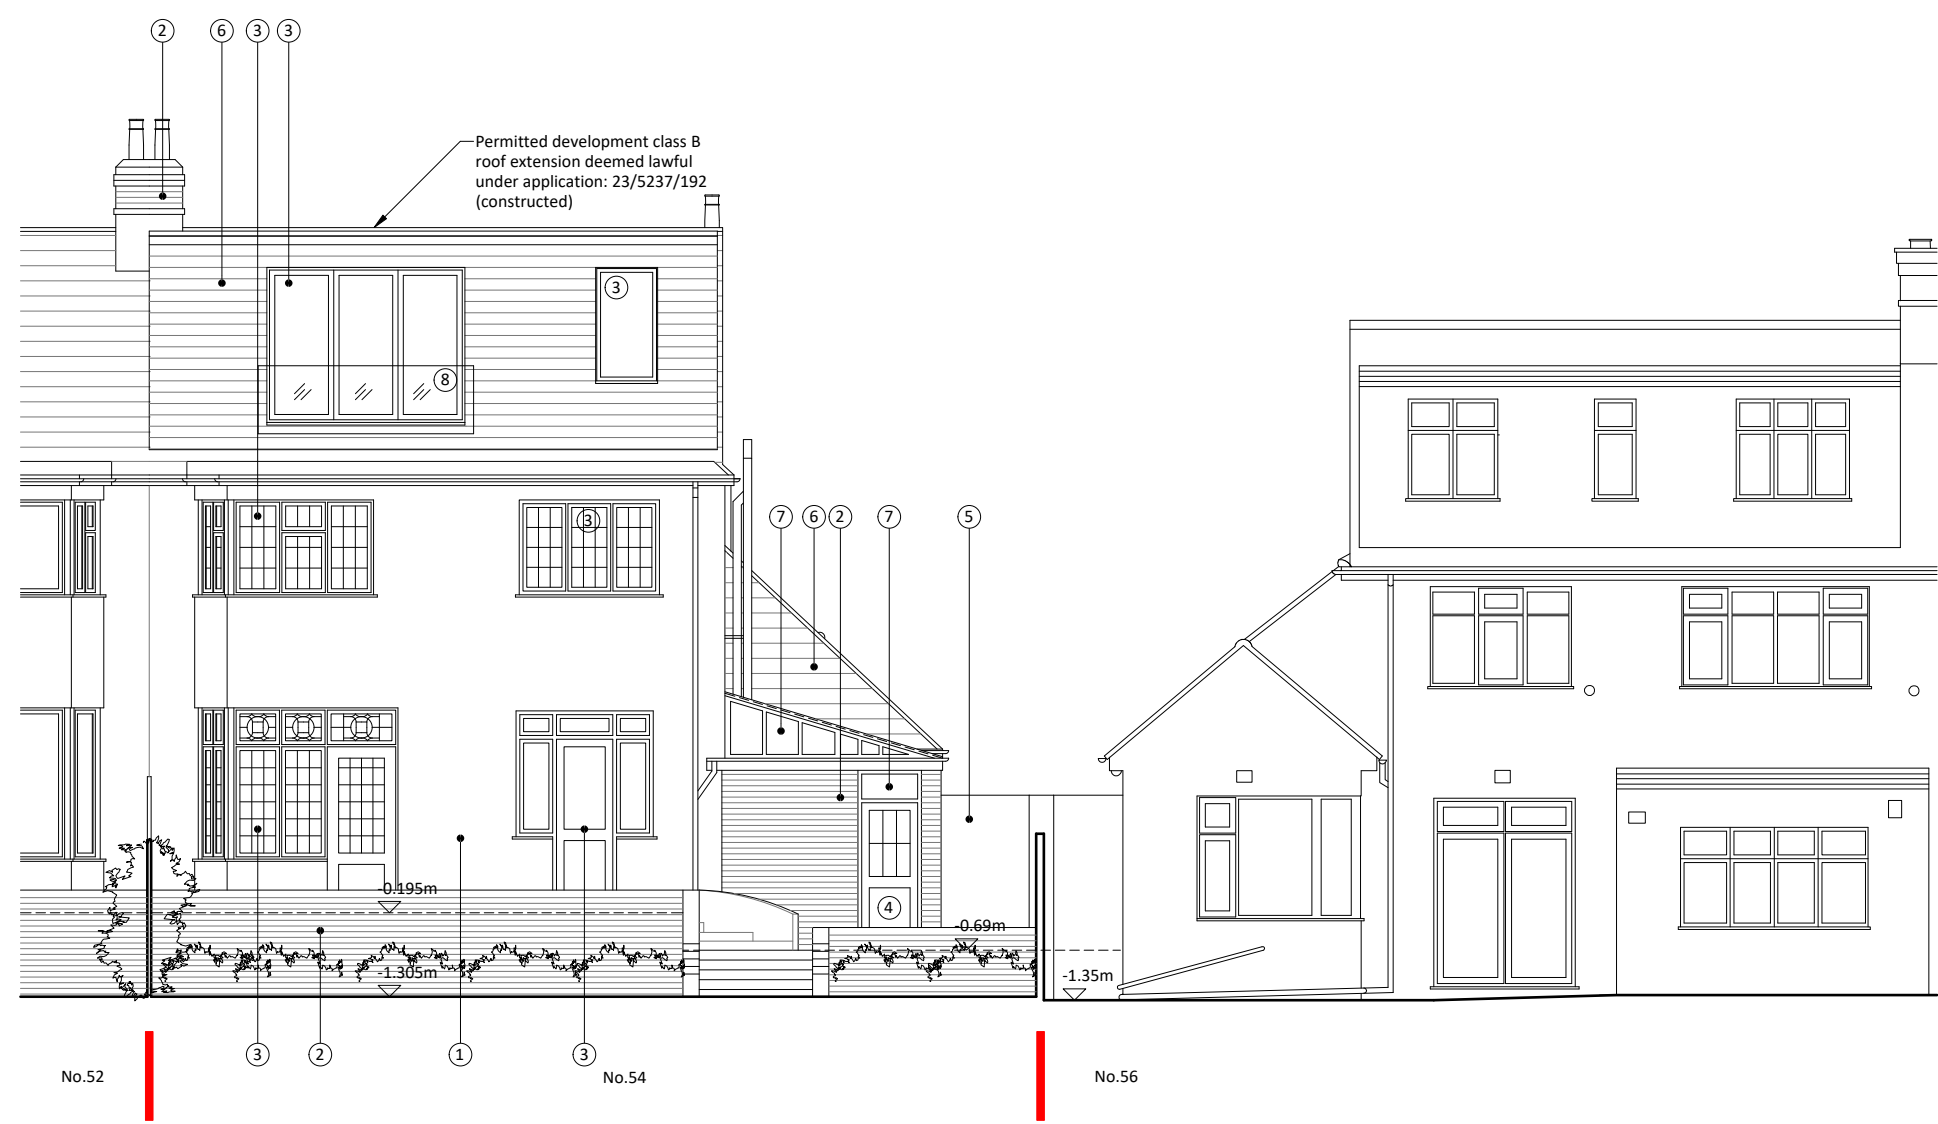 2 6 3 3
Permitted development class B
roof extension deemed lawful
under application: 23/5237/192
(constructed)
3
8
3
7 6 2 7 5
4
-0.195m
-0.69m
-1.305m
-1.35m
3 2 1 3
No.52
No.54
No.56